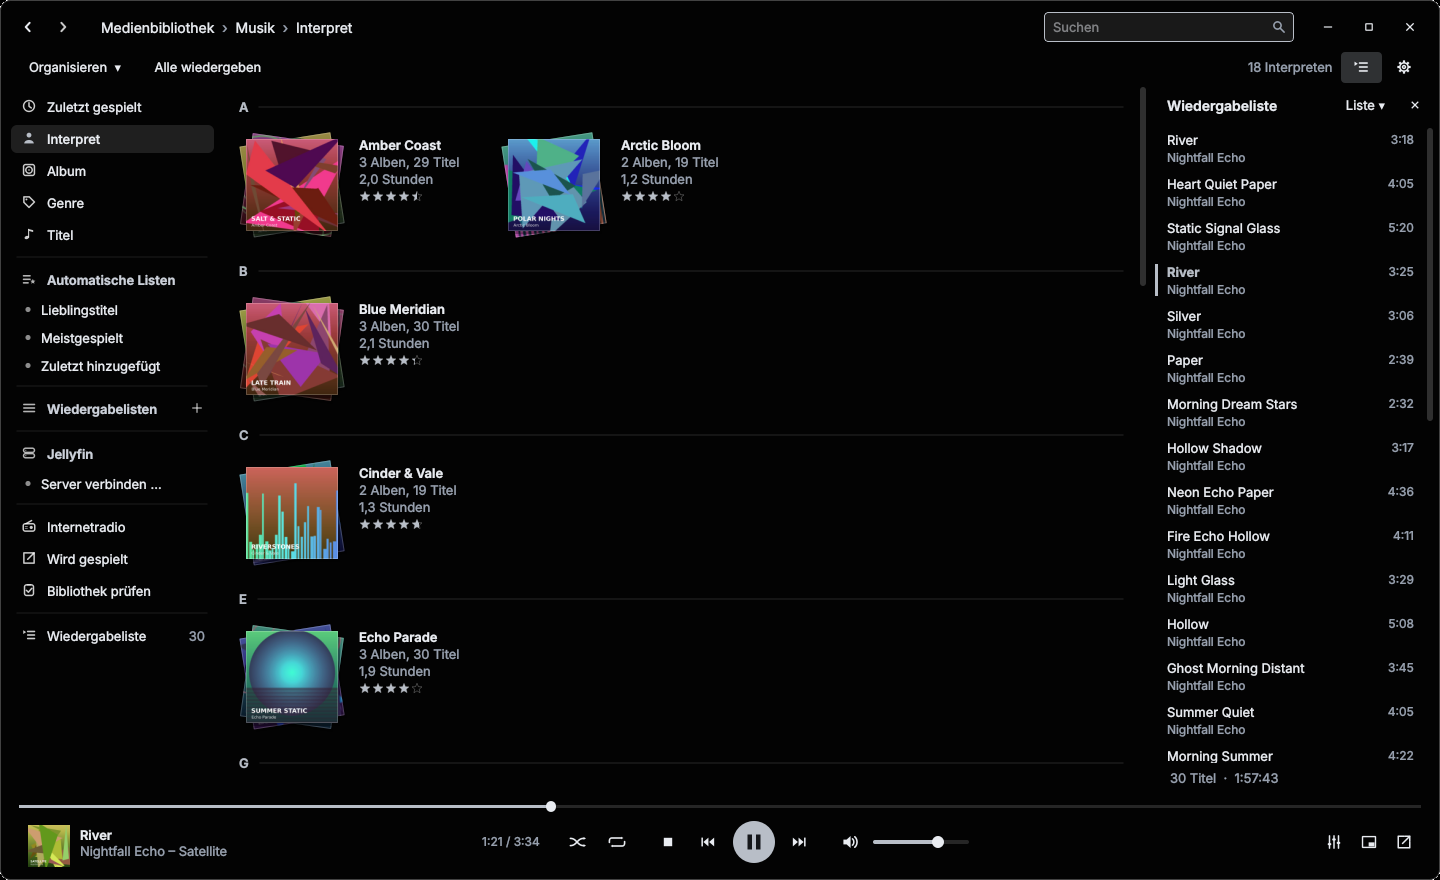 Medienbibliothek › Musik › Interpret
Suchen
Organisieren ▾
Alle wiedergeben
18 Interpreten
Zuletzt gespielt
Interpret
Album
Genre
Titel
Automatische Listen
Lieblingstitel
Meistgespielt
Zuletzt hinzugefügt
Wiedergabelisten +
Jellyfin
Server verbinden ...
Internetradio
Wird gespielt
Bibliothek prüfen
Wiedergabeliste 30
A
SALT & STATIC
Amber Coast
Amber Coast
3 Alben, 29 Titel
2,0 Stunden
POLAR NIGHTS
Arctic Bloom
Arctic Bloom
2 Alben, 19 Titel
1,2 Stunden
B
LATE TRAIN
Blue Meridian
Blue Meridian
3 Alben, 30 Titel
2,1 Stunden
C
RIVERSTONES
Cinder & Vale
2 Alben, 19 Titel
1,3 Stunden
E
SUMMER STATIC
Echo Parade
Echo Parade
3 Alben, 30 Titel
1,9 Stunden
G
Wiedergabeliste
Liste ▾
River 3:18
Nightfall Echo
Heart Quiet Paper 4:05
Nightfall Echo
Static Signal Glass 5:20
Nightfall Echo
River 3:25
Nightfall Echo
Silver 3:06
Nightfall Echo
Paper 2:39
Nightfall Echo
Morning Dream Stars 2:32
Nightfall Echo
Hollow Shadow 3:17
Nightfall Echo
Neon Echo Paper 4:36
Nightfall Echo
Fire Echo Hollow 4:11
Nightfall Echo
Light Glass 3:29
Nightfall Echo
Hollow 5:08
Nightfall Echo
Ghost Morning Distant 3:45
Nightfall Echo
Summer Quiet 4:05
Nightfall Echo
Morning Summer 4:22
30 Titel · 1:57:43
River
Nightfall Echo – Satellite
1:21 / 3:34